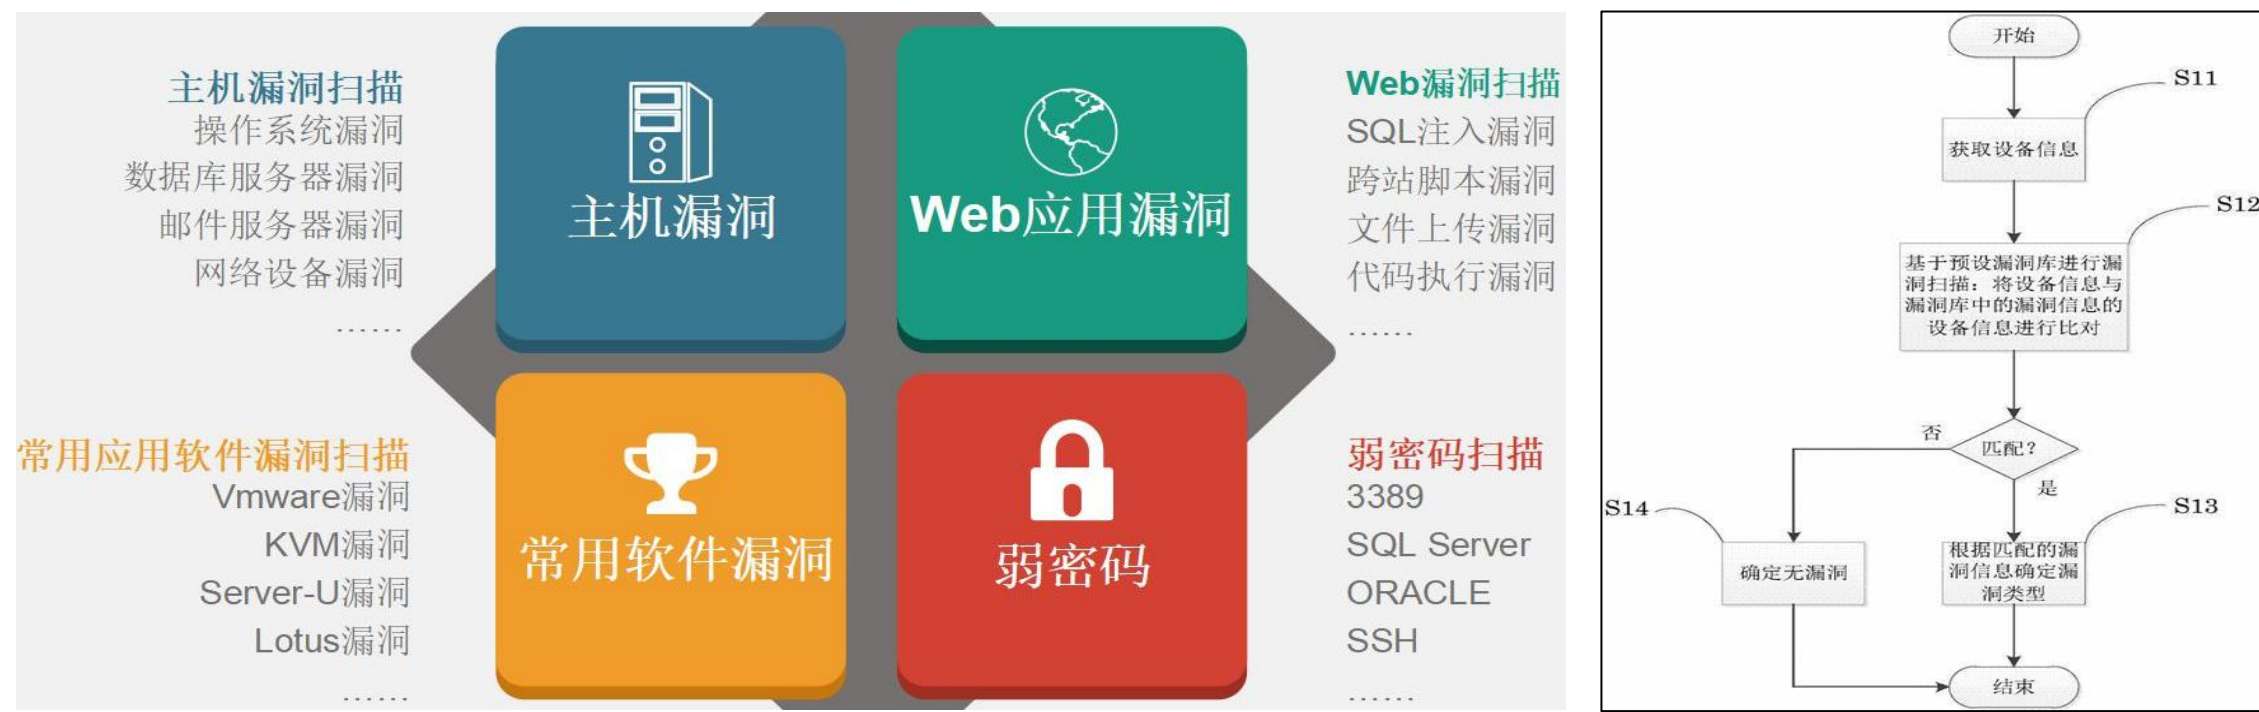 主机漏洞扫描
操作系统漏洞
数据库服务器漏洞
邮件服务器漏洞
网络设备漏洞
......
主机漏洞
Web应用漏洞
Web漏洞扫描
SQL注入漏洞
跨站脚本漏洞
文件上传漏洞
代码执行漏洞
......
常用应用软件漏洞扫描
Vmware漏洞
KVM漏洞
Server-U漏洞
Lotus漏洞
......
常用软件漏洞
弱密码
弱密码扫描
3389
SQL Server
ORACLE
SSH
......
开始
S11
获取设备信息
S12
基于预设漏洞库进行漏
洞扫描：将设备信息与
漏洞库中的漏洞信息的
设备信息进行比对
否
匹配？
是
S14
S13
确定无漏洞
根据匹配的漏
洞信息确定漏
洞类型
结束